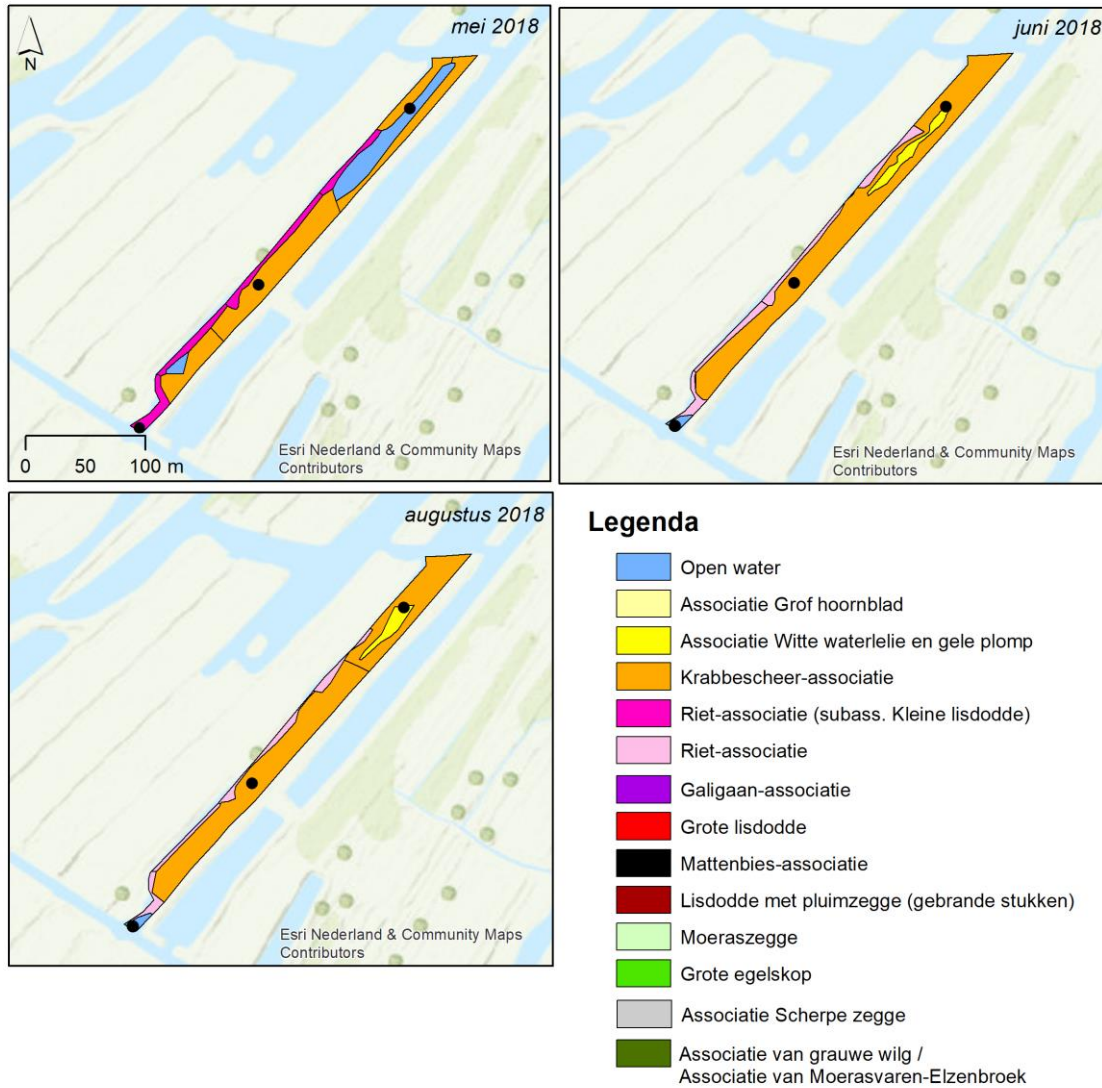 mei 2018
N
0 50 100 m
Esri Nederland & Community Maps
Contributors
juni 2018
Esri Nederland & Community Maps
Contributors
augustus 2018
Esri Nederland & Community Maps
Contributors
Legenda
Open water
Associatie Grof hoornblad
Associatie Witte waterlelie en gele plomp
Krabbescheer-associatie
Riet-associatie (subass. Kleine lisdodde)
Riet-associatie
Galigaan-associatie
Grote lisdodde
Mattenbies-associatie
Lisdodde met pluimzegge (gebrande stukken)
Moeraszegge
Grote egelskop
Associatie Scherpe zegge
Associatie van grauwe wilg /
Associatie van Moerasvaren-Elzenbroek